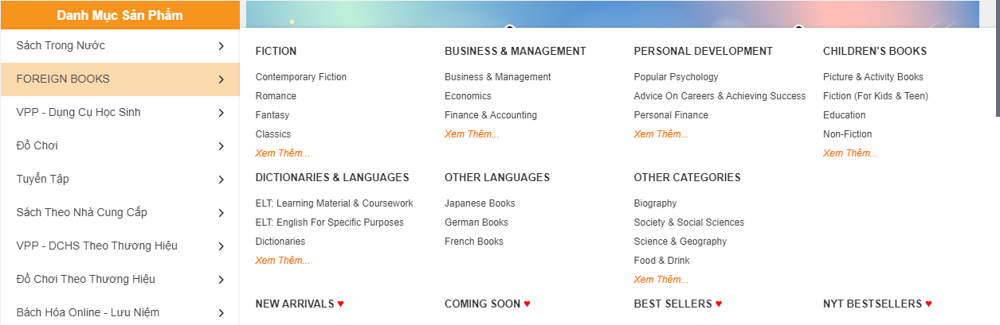 Danh Mục Sản Phẩm
Sách Trong Nước
FOREIGN BOOKS
VPP - Dụng Cụ Học Sinh
Đồ Chơi
Tuyển Tập
Sách Theo Nhà Cung Cấp
VPP - DCHS Theo Thương Hiệu
Đồ Chơi Theo Thương Hiệu
Bách Hóa Online - Lưu Niệm
FICTION
Contemporary Fiction
Romance
Fantasy
Classics
Xem Thêm...
BUSINESS & MANAGEMENT
Business & Management
Economics
Finance & Accounting
Xem Thêm...
PERSONAL DEVELOPMENT
Popular Psychology
Advice On Careers & Achieving Success
Personal Finance
Xem Thêm...
CHILDREN'S BOOKS
Picture & Activity Books
Fiction (For Kids & Teen)
Education
Non-Fiction
Xem Thêm...
DICTIONARIES & LANGUAGES
ELT: Learning Material & Coursework
ELT: English For Specific Purposes
Dictionaries
Xem Thêm...
OTHER LANGUAGES
Japanese Books
German Books
French Books
OTHER CATEGORIES
Biography
Society & Social Sciences
Science & Geography
Food & Drink
Xem Thêm...
NEW ARRIVALS ♥
COMING SOON ♥
BEST SELLERS ♥
NYT BESTSELLERS ♥